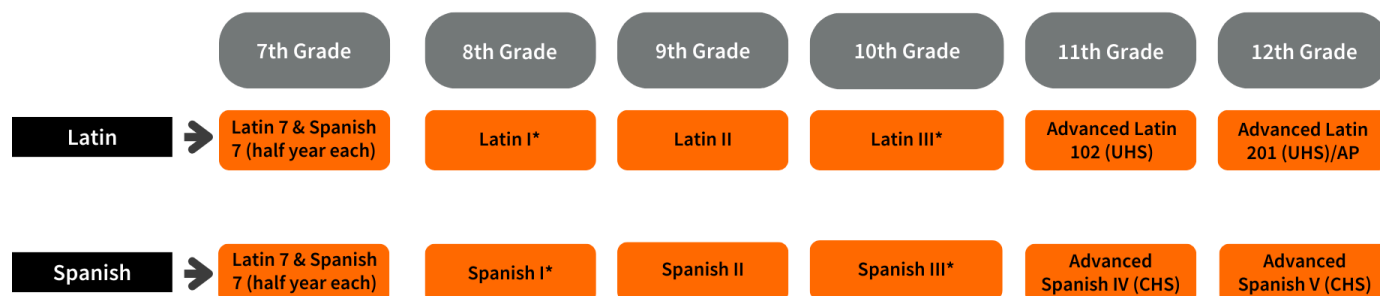 7th Grade
8th Grade
9th Grade
10th Grade
11th Grade
12th Grade
Latin
Latin 7 & Spanish
7 (half year each)
Latin I*
Latin II
Latin III*
Advanced Latin
102 (UHS)
Advanced Latin
201 (UHS)/AP
Spanish
Latin 7 & Spanish
7 (half year each)
Spanish I*
Spanish II
Spanish III*
Advanced
Spanish IV (CHS)
Advanced
Spanish V (CHS)